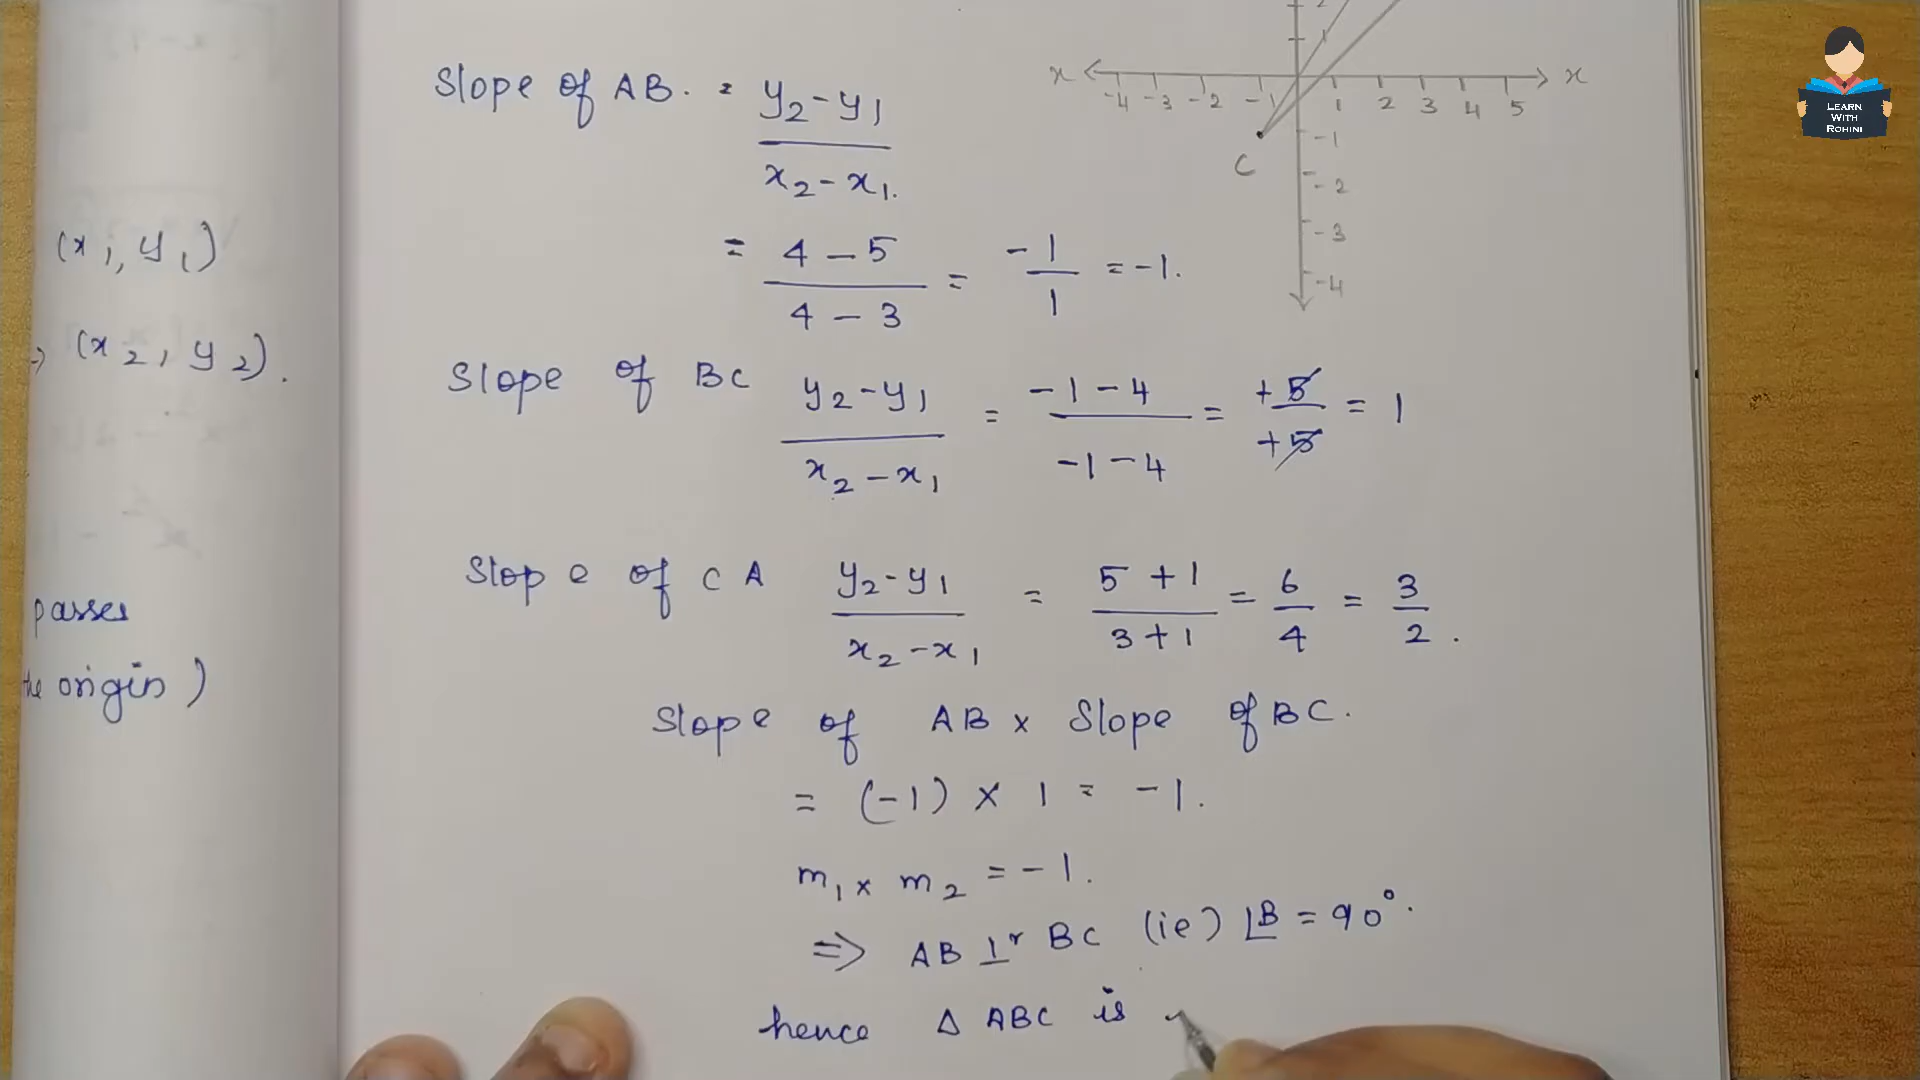 2
1
x x
-4 -3 -2 -1 1 2 3 4 5
-1
C
-2
-3
-4
LEARN
WITH
ROHINI
(x1, y1)
→ (x2, y2).
passes
the origin)
Slope of AB. = y2-y1
x2-x1.
= 4-5 = -1 = -1.
4-3 1
Slope of BC y2-y1 = -1-4 = +5 = 1
x2-x1 -1-4 +5
Slope of CA y2-y1 = 5+1 = 6 = 3
x2-x1 3+1 4 2.
Slope of AB x Slope of BC.
= (-1) x 1 = -1.
m1 x m2 = -1.
⇒ AB ⊥r BC (ie) ∠B = 90°.
hence Δ ABC is